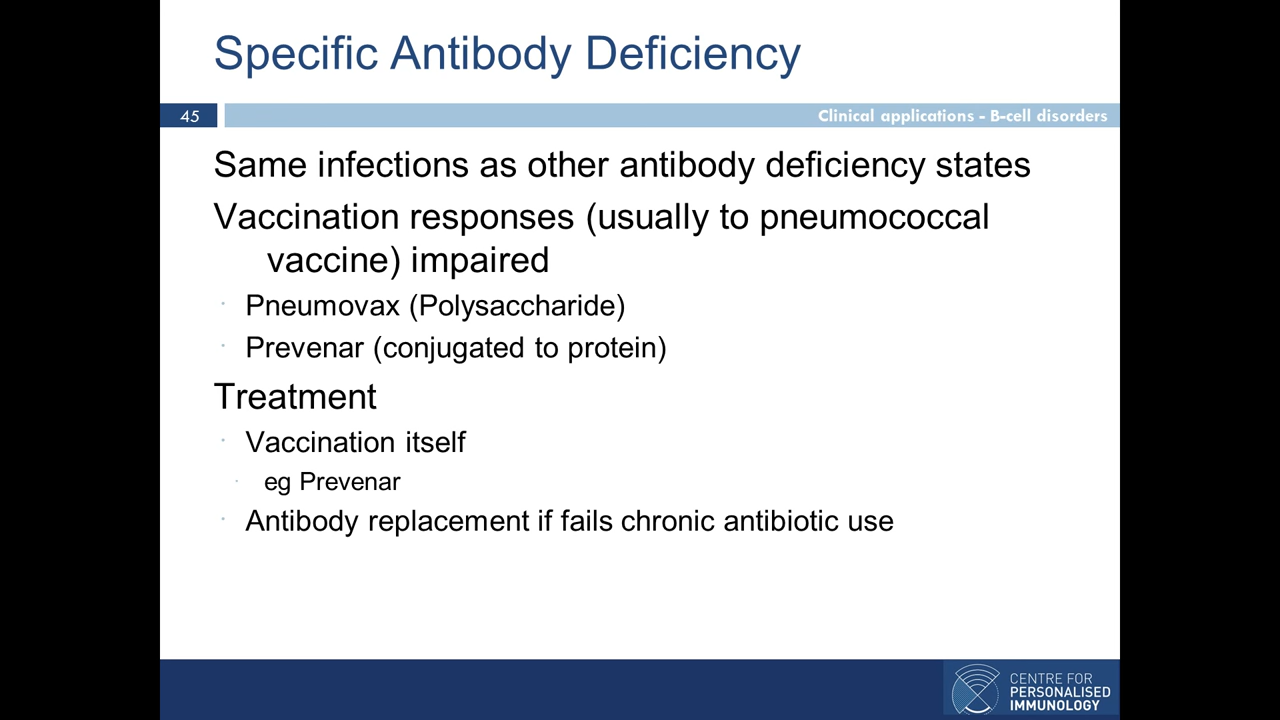 Specific Antibody Deficiency
45
Clinical applications - B-cell disorders
Same infections as other antibody deficiency states
Vaccination responses (usually to pneumococcal
vaccine) impaired
Pneumovax (Polysaccharide)
Prevenar (conjugated to protein)
Treatment
Vaccination itself
eg Prevenar
Antibody replacement if fails chronic antibiotic use
CENTRE FOR
PERSONALISED
IMMUNOLOGY